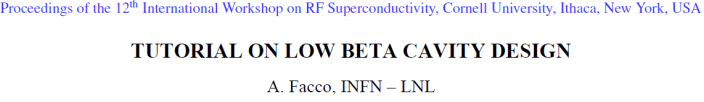 Proceedings of the 12th International Workshop on RF Superconductivity, Cornell University, Ithaca, New York, USA
TUTORIAL ON LOW BETA CAVITY DESIGN
A. Facco, INFN – LNL